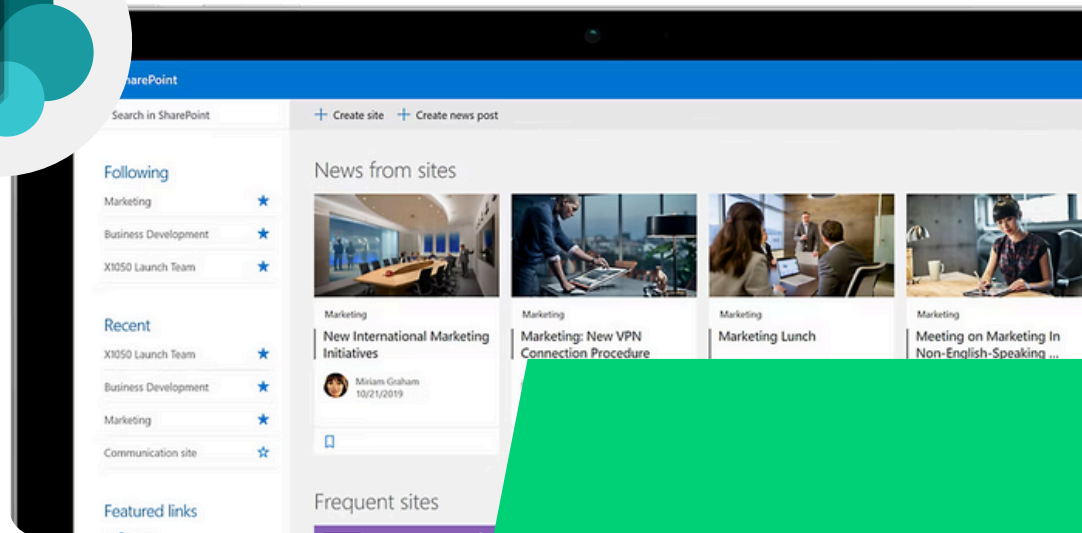 SharePoint
Search in SharePoint
Create site
Create news post
Following
Marketing
Business Development
X1050 Launch Team
Recent
X1050 Launch Team
Business Development
Marketing
Communication site
Featured links
News from sites
Marketing
New International Marketing
Initiatives
Miriam Graham
10/21/2019
Marketing
Marketing: New VPN
Connection Procedure
Marketing
Marketing Lunch
Marketing
Meeting on Marketing In
Non-English-Speaking ...
Frequent sites